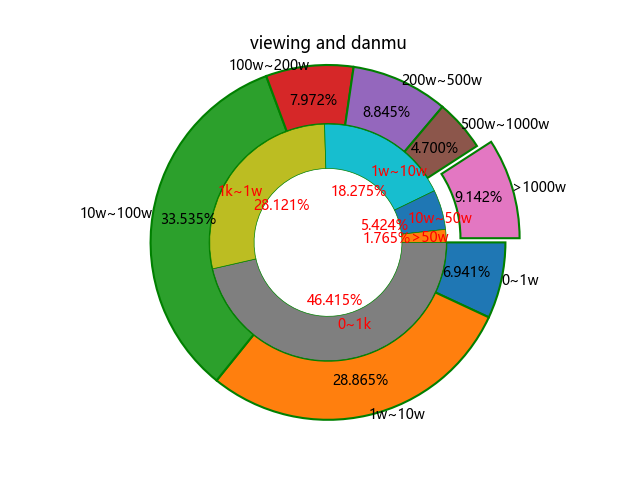 viewing and danmu
100w~200w
200w~500w
7.972%
8.845%
500w~1000w
4.700%
1w~10w
18.275%
>1000w
9.142%
1k~1w
28.121%
10w~100w
33.535%
10w~50w
5.424%
1.765%
>50w
6.941%
0~1w
46.415%
0~1k
28.865%
1w~10w